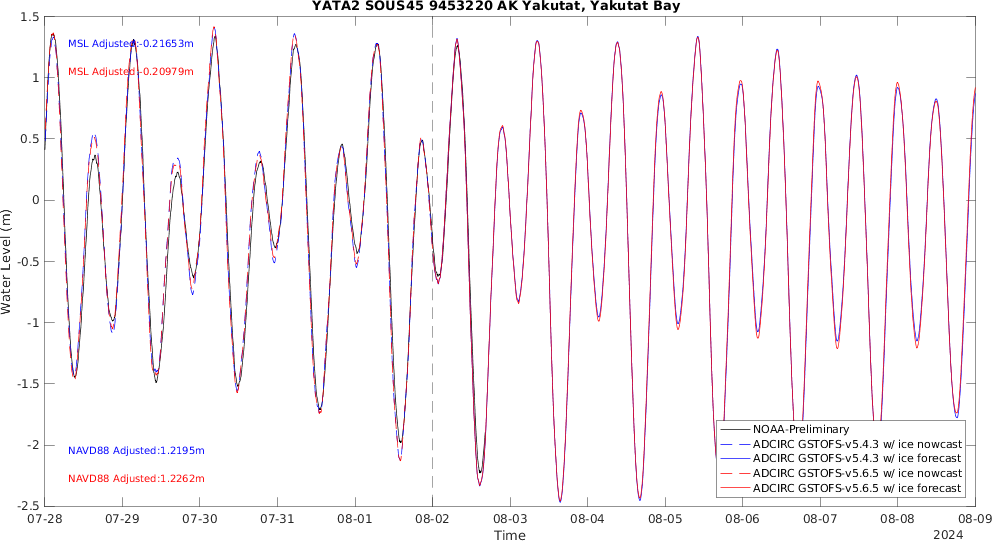 YATA2 SOUS45 9453220 AK Yakutat, Yakutat Bay
MSL Adjusted:-0.21653m
MSL Adjusted:-0.20979m
NAVD88 Adjusted:1.2195m
NAVD88 Adjusted:1.2262m
Water Level (m)
1.5
1
0.5
0
-0.5
-1
-1.5
-2
-2.5
NOAA-Preliminary
ADCIRC GSTOFS-v5.4.3 w/ ice nowcast
ADCIRC GSTOFS-v5.4.3 w/ ice forecast
ADCIRC GSTOFS-v5.6.5 w/ ice nowcast
ADCIRC GSTOFS-v5.6.5 w/ ice forecast
07-28 07-29 07-30 07-31 08-01 08-02 08-03 08-04 08-05 08-06 08-07 08-08 08-09
Time
2024